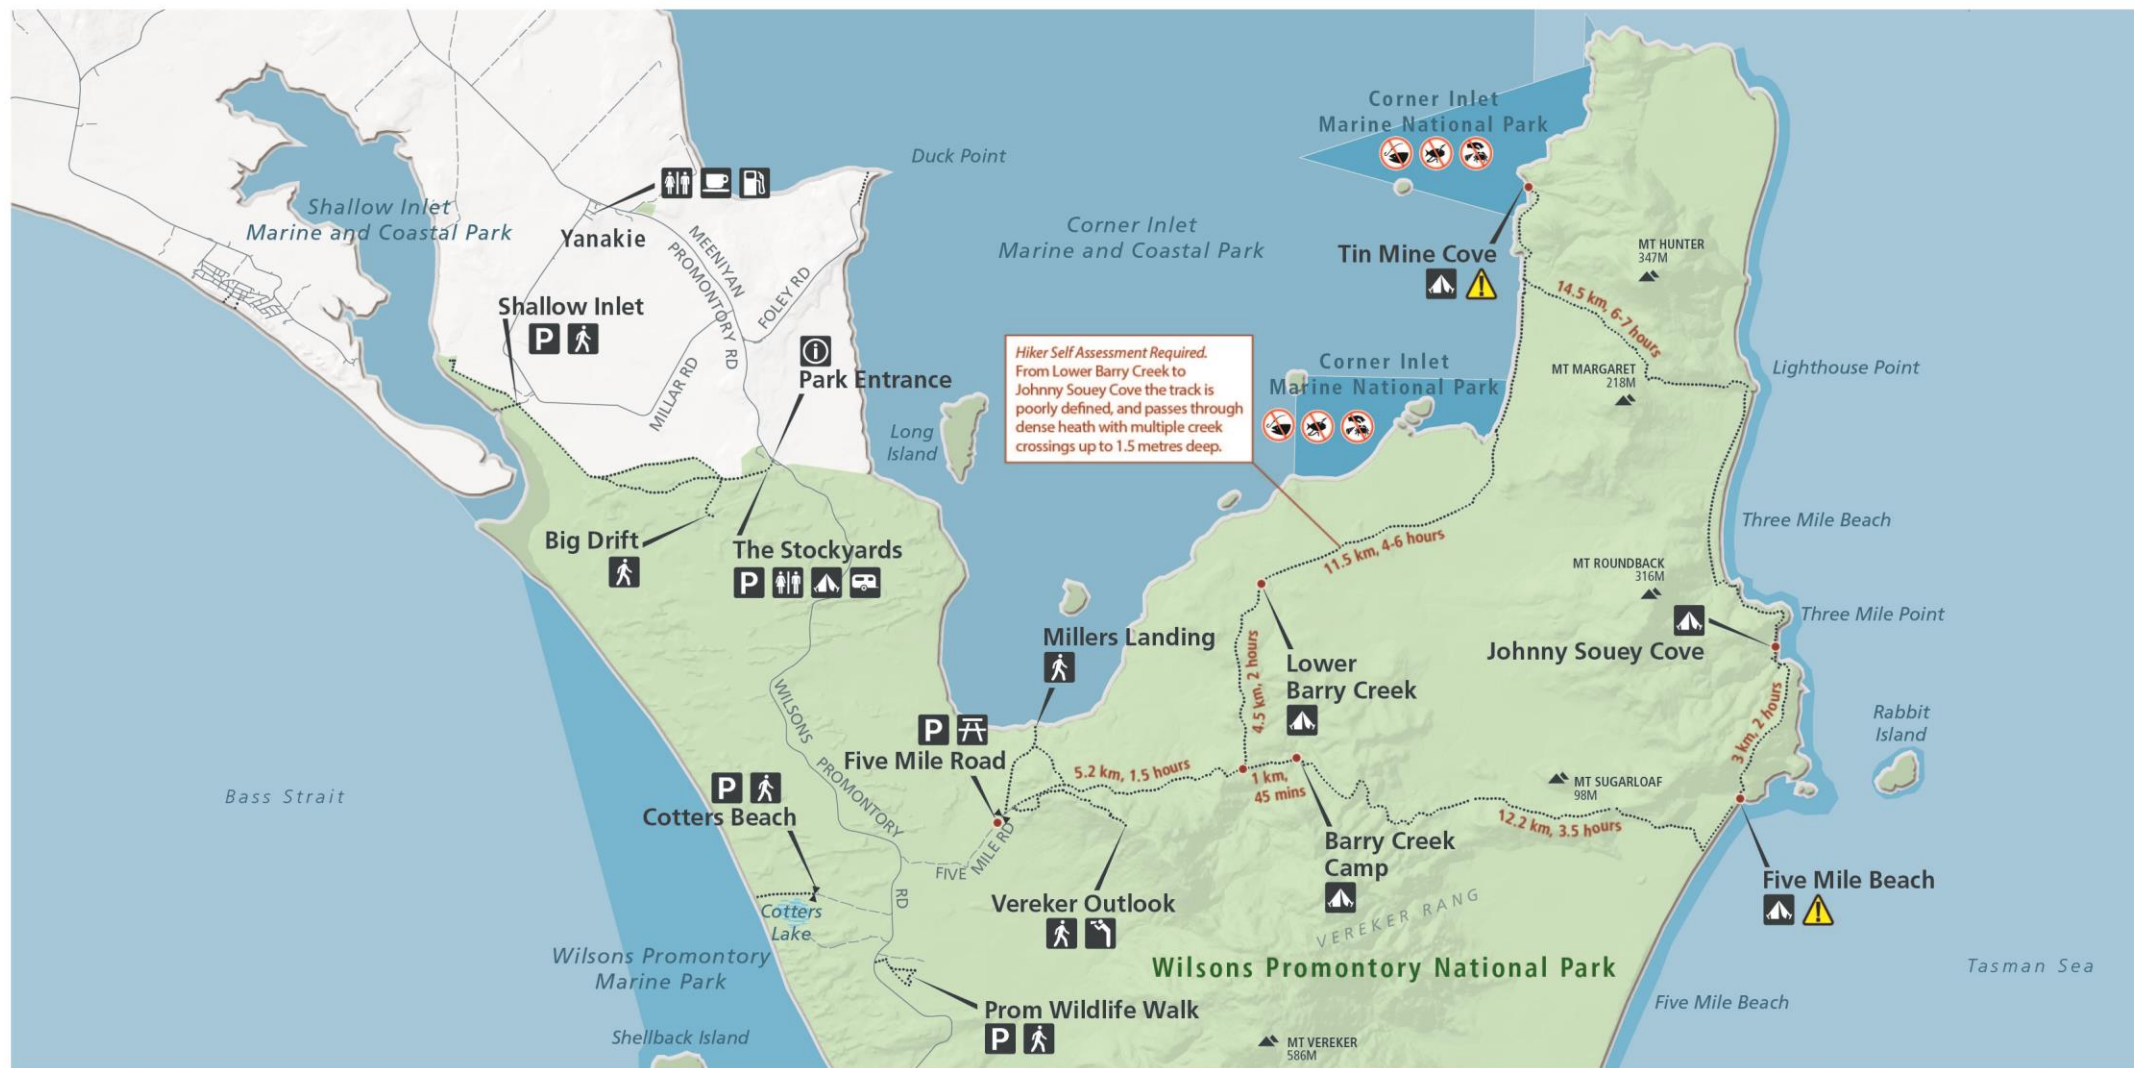 Corner Inlet
Marine National Park
Duck Point
Shallow Inlet
Marine and Coastal Park
Yanakie
MEENIYAN
PROMONTORY RD
FOLEY RD
MILLAR RD
Corner Inlet
Marine and Coastal Park
Tin Mine Cove
MT HUNTER
347M
14.5 km, 6-7 hours
Shallow Inlet
P
Park Entrance
Hiker Self Assessment Required.
From Lower Barry Creek to
Johnny Souey Cove the track is
poorly defined, and passes through
dense heath with multiple creek
crossings up to 1.5 metres deep.
Corner Inlet
Marine National Park
MT MARGARET
218M
Lighthouse Point
Long
Island
Three Mile Beach
Big Drift
The Stockyards
P
11.5 km, 4-6 hours
MT ROUNDBACK
316M
Three Mile Point
Johnny Souey Cove
Millers Landing
Lower
Barry Creek
4.5 km, 2 hours
3 km, 2 hours
Rabbit
Island
WILSONS
PROMONTORY
RD
P
Five Mile Road
5.2 km, 1.5 hours
1 km,
45 mins
MT SUGARLOAF
98M
12.2 km, 3.5 hours
Bass Strait
P
Cotters Beach
FIVE
MILE RD
Barry Creek
Camp
Five Mile Beach
Vereker Outlook
Cotters
Lake
VEREKER RANG
Wilsons Promontory
Marine Park
Wilsons Promontory National Park
Tasman Sea
Five Mile Beach
Prom Wildlife Walk
P
Shellback Island
MT VEREKER
586M